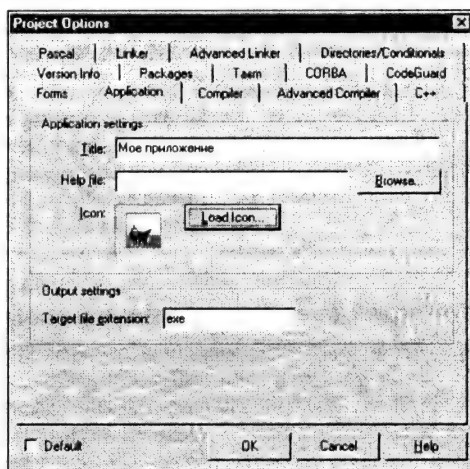 Project Options
Pascal Linker Advanced Linker Directories/Conditionals
Version Info Packages Tasm CORBA CodeGuard
Forms Application Compiler Advanced Compiler C++
Application settings
Title: Мое приложение
Help file: Browse...
Icon: Load Icon...
Output settings
Target file extension: exe
Default OK Cancel Help